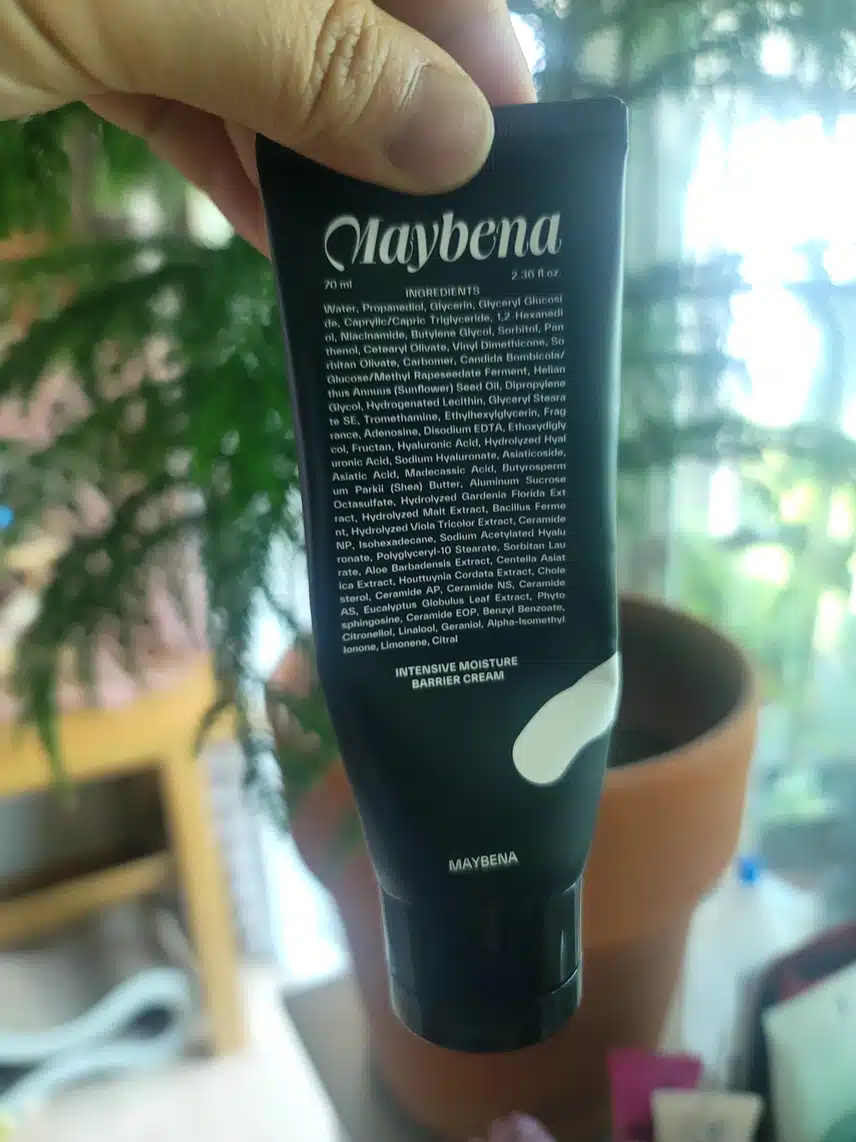 Maybena
70 ml 2.36 fl oz.
INGREDIENTS
Water, Propanediol, Glycerin, Glyceryl Glucosi
de, Caprylic/Capric Triglyceride, 1,2 Hexanedi
ol, Niacinamide, Butylene Glycol, Sorbitol, Pan
thenol, Cetearyl Olivate, Vinyl Dimethicone, So
rbitan Olivate, Carbomer, Candida Bombicola/
Glucose/Methyl Rapeseedate Ferment, Helian
thus Annuus (Sunflower) Seed Oil, Dipropylene
Glycol, Hydrogenated Lecithin, Glyceryl Steara
te SE, Tromethamine, Ethylhexylglycerin, Frag
rance, Adenosine, Disodium EDTA, Ethoxydigly
col, Fructan, Hyaluronic Acid, Hydrolyzed Hyal
uronic Acid, Sodium Hyaluronate, Asiaticoside,
Asiatic Acid, Madecassic Acid, Butyrosperm
um Parkii (Shea) Butter, Aluminum Sucrose
Octasulfate, Hydrolyzed Gardenia Florida Ext
ract, Hydrolyzed Malt Extract, Bacillus Ferme
nt, Hydrolyzed Viola Tricolor Extract, Ceramide
NP, Isohexadecane, Sodium Acetylated Hyalu
ronate, Polyglyceryl-10 Stearate, Sorbitan Lau
rate, Aloe Barbadensis Extract, Centella Asiat
ica Extract, Houttuynia Cordata Extract, Chole
sterol, Ceramide AP, Ceramide NS, Ceramide
AS, Eucalyptus Globulus Leaf Extract, Phyto
sphingosine, Ceramide EOP, Benzyl Benzoate,
Citronellol, Linalool, Geraniol, Alpha-Isomethyl
Ionone, Limonene, Citral
INTENSIVE MOISTURE
BARRIER CREAM
MAYBENA